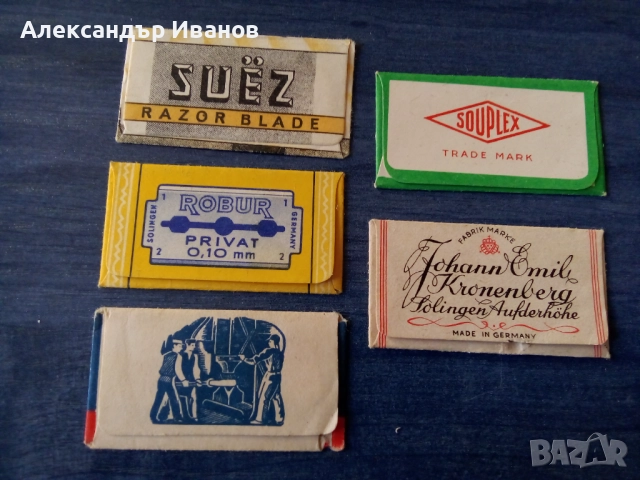 Александър Иванов
SUËZ
RAZOR BLADE
SOUPLEX
TRADE MARK
SOLINGEN
1 ROBUR 1
PRIVAT
2 0,10 mm 2
GERMANY
FABRIK MARKE
Johann Emil
Kronenberg
Solingen Aufderhöhe
MADE IN GERMANY
BAZAR